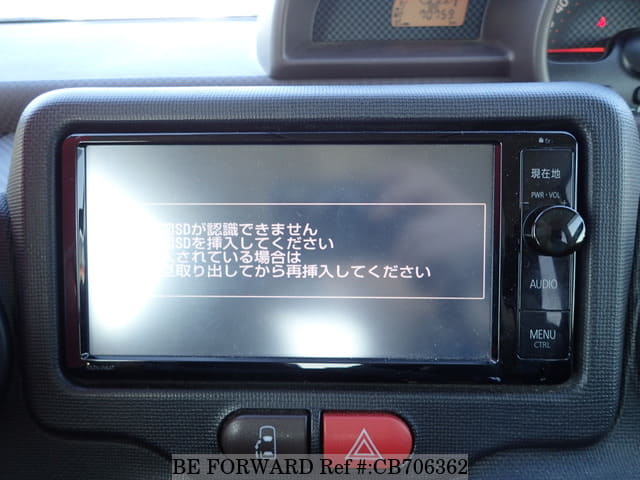 90759
現在地
PWR・VOL
SDが認識できません
SDを挿入してください
されている場合は
取り出してから再挿入してください
AUDIO
MENU
CTRL
BE FORWARD Ref#:CB706362